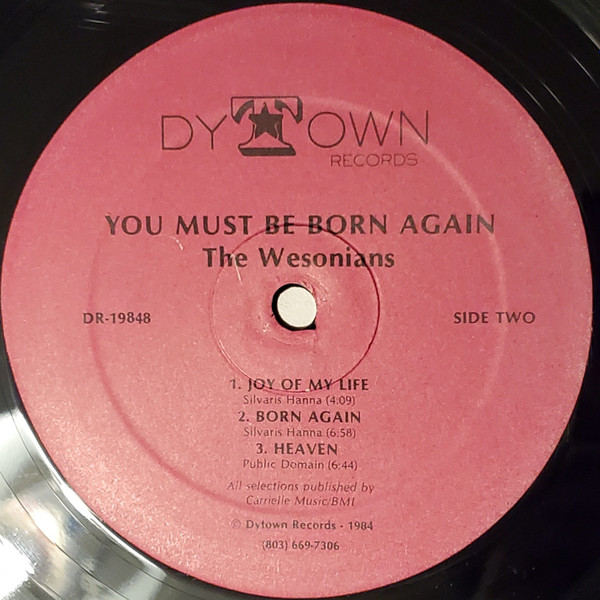 DYTOWN
RECORDS
YOU MUST BE BORN AGAIN
The Wesonians
DR-19848
SIDE TWO
1. JOY OF MY LIFE
Silvaris Hanna (4:09)
2. BORN AGAIN
Silvaris Hanna (6:58)
3. HEAVEN
Public Domain (6:44)
All selections published by
Carrielle Music/BMI
© Dytown Records - 1984
(803) 669-7306